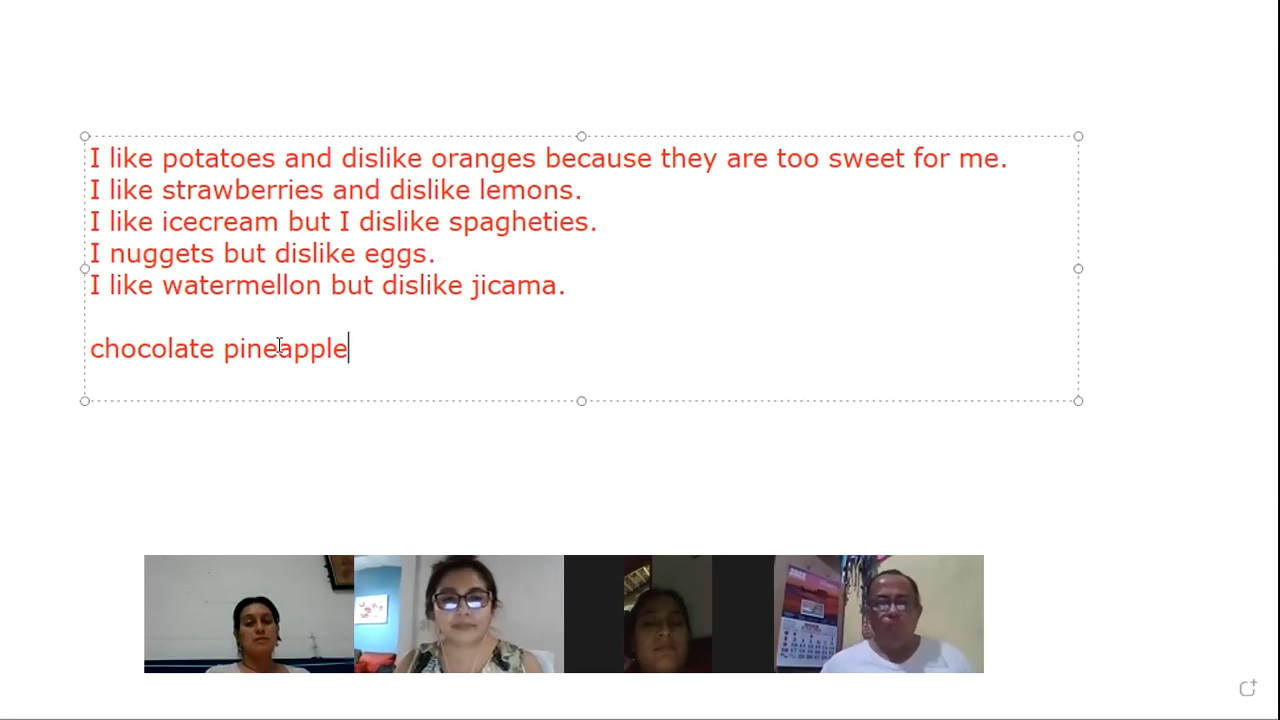 I like potatoes and dislike oranges because they are too sweet for me.
I like strawberries and dislike lemons.
I like icecream but I dislike spagheties.
I nuggets but dislike eggs.
I like watermellon but dislike jicama.
chocolate pineapple